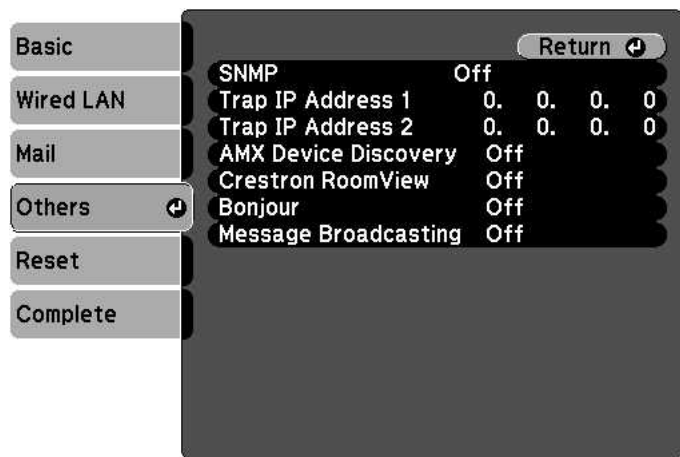 Basic
Wired LAN
Mail
Others
Reset
Complete
Return
SNMP Off
Trap IP Address 1 0. 0. 0. 0
Trap IP Address 2 0. 0. 0. 0
AMX Device Discovery Off
Crestron RoomView Off
Bonjour Off
Message Broadcasting Off